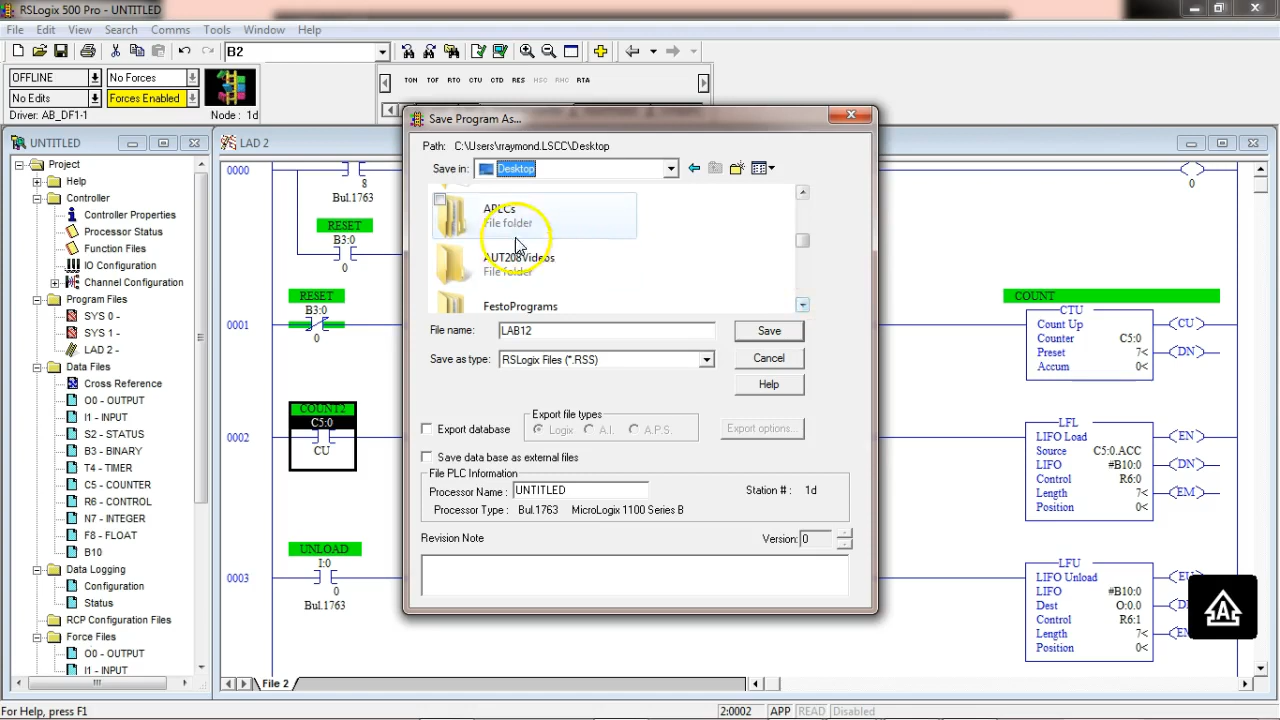 RSLogix 500 Pro - UNTITLED
File Edit View Search Comms Tools Window Help
B2
OFFLINE No Forces
No Edits Forces Enabled
Driver: AB_DF1-1 Node : 1d
TON TOF RTO CTU CTD RES HSC RHC RTA
UNTITLED
Project
Help
Controller
Controller Properties
Processor Status
Function Files
IO Configuration
Channel Configuration
Program Files
SYS 0 -
SYS 1 -
LAD 2 -
Data Files
Cross Reference
O0 - OUTPUT
I1 - INPUT
S2 - STATUS
B3 - BINARY
T4 - TIMER
C5 - COUNTER
R6 - CONTROL
N7 - INTEGER
F8 - FLOAT
B10
Data Logging
Configuration
Status
RCP Configuration Files
Force Files
O0 - OUTPUT
I1 - INPUT
LAD 2
0000
8
Bul.1763
RESET
B3:0
0
0
0001
RESET
B3:0
0
COUNT
CTU
Count Up
Counter C5:0
Preset 7<
Accum 0<
CU
DN
0002
COUNT2
C5:0
CU
LFL
LIFO Load
Source C5:0.ACC
LIFO #B10:0
Control R6:0
Length 7<
Position 0<
EN
DN
EM
0003
UNLOAD
I:0
0
Bul.1763
LFU
LIFO Unload
LIFO #B10:0
Dest O:0.0
Control R6:1
Length 7<
Position 0<
EU
File 2
Save Program As...
Path: C:\Users\raymond.LSCC\Desktop
Save in: Desktop
APLCs
File folder
AUT208Videos
File folder
FestoPrograms
File name: LAB12 Save
Save as type: RSLogix Files (*.RSS) Cancel
Help
Export database
Export file types
Logix A.I. A.P.S.
Export options...
Save data base as external files
File PLC Information
Processor Name : UNTITLED Station # : 1d
Processor Type : Bul.1763 MicroLogix 1100 Series B
Revision Note Version: 0
For Help, press F1 2:0002 APP READ Disabled